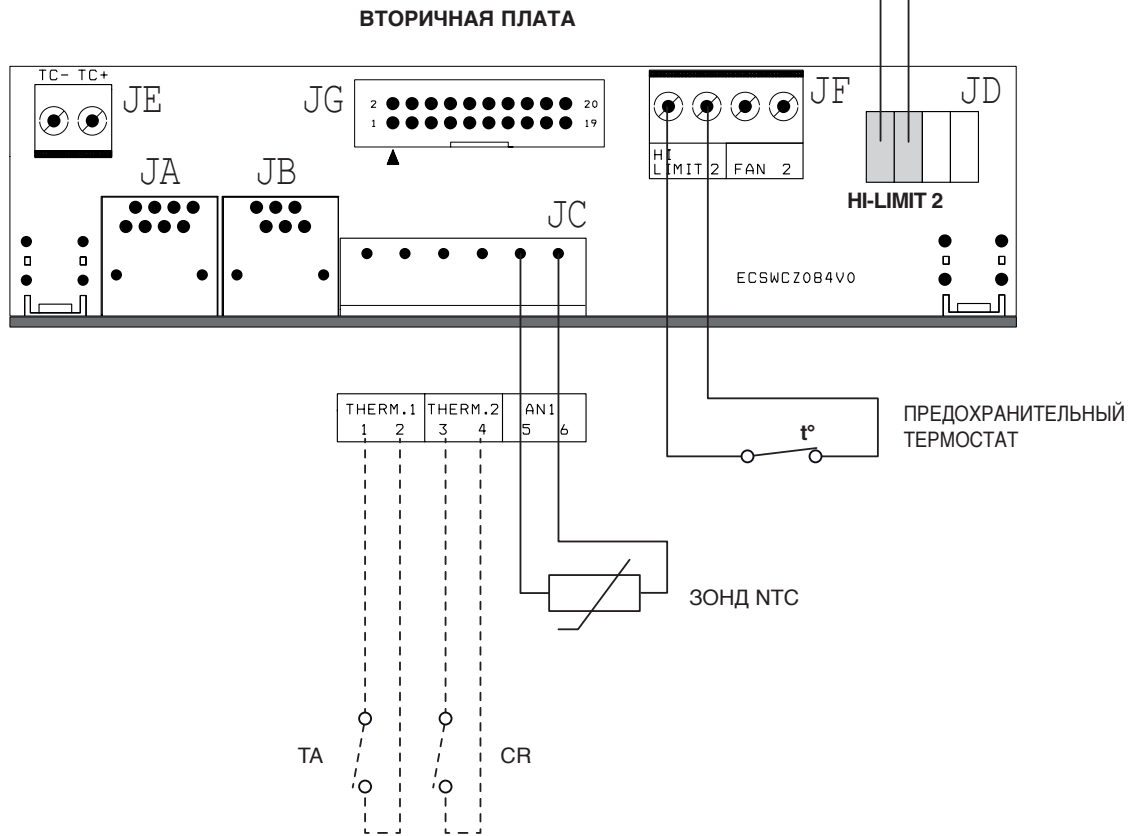 ВТОРИЧНАЯ ПЛАТА
TC- TC+
JE
JG
2
20
1
19
JF
JD
HI
LIMIT 2
FAN 2
HI-LIMIT 2
JA
JB
JC
ECSWCZ084V0
THERM.1
THERM.2
AN1
1 2 3 4 5 6
t°
ПРЕДОХРАНИТЕЛЬНЫЙ
ТЕРМОСТАТ
ЗОНД NTC
TA
CR